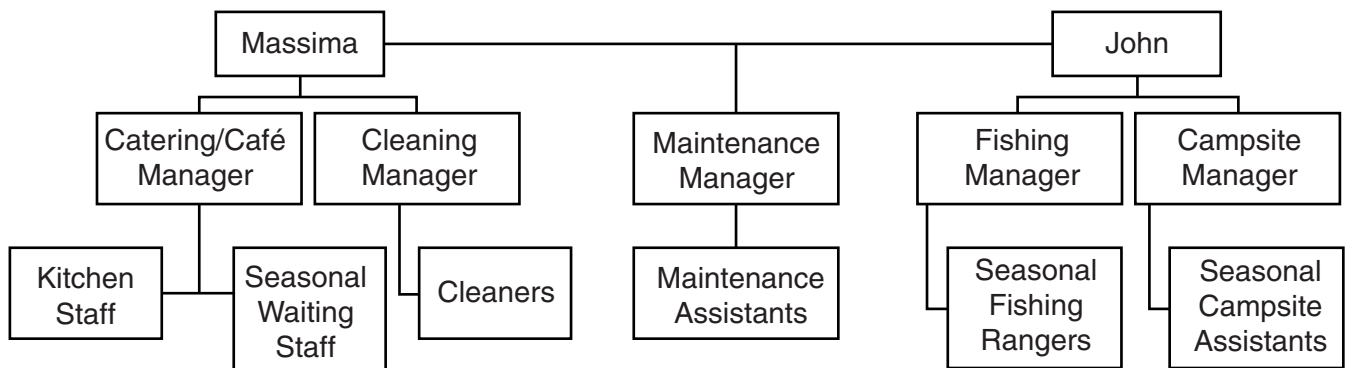 Massima
John
Catering/Café
Manager
Cleaning
Manager
Maintenance
Manager
Fishing
Manager
Campsite
Manager
Kitchen
Staff
Seasonal
Waiting
Staff
Cleaners
Maintenance
Assistants
Seasonal
Fishing
Rangers
Seasonal
Campsite
Assistants